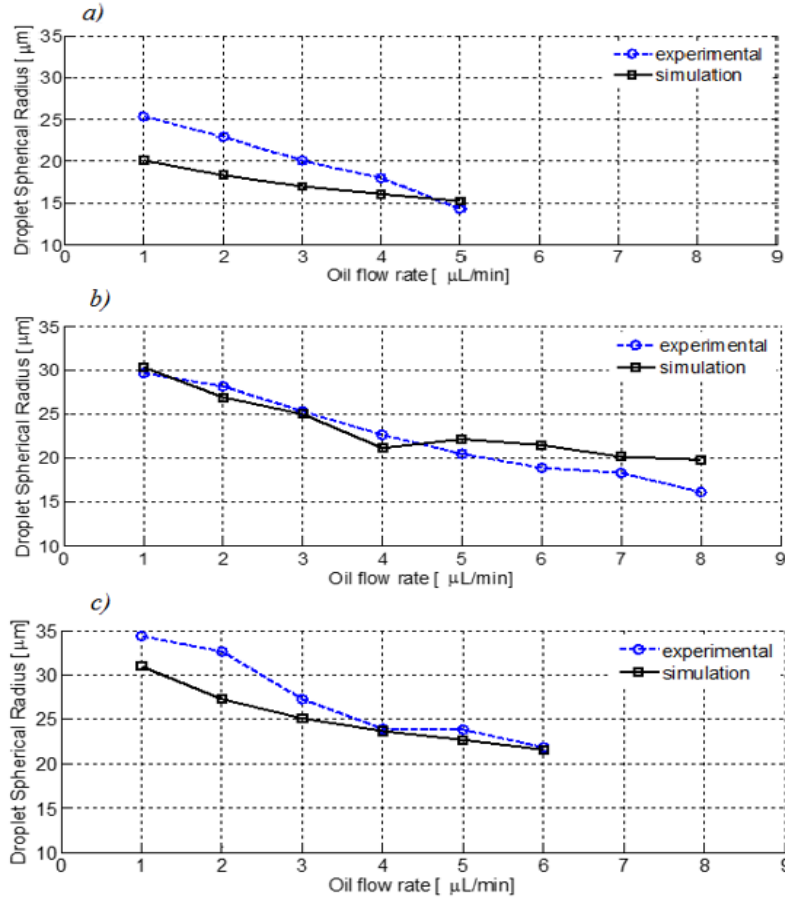 a)
Droplet Spherical Radius [ μm]
35
30
25
20
15
10
0 1 2 3 4 5 6 7 8 9
Oil flow rate [ μL/min]
experimental
simulation
b)
Droplet Spherical Radius [ μm]
35
30
25
20
15
10
0 1 2 3 4 5 6 7 8 9
Oil flow rate [ μL/min]
experimental
simulation
c)
Droplet Spherical Radius [μm]
35
30
25
20
15
10
0 1 2 3 4 5 6 7 8 9
Oil flow rate [ μL/min]
experimental
simulation